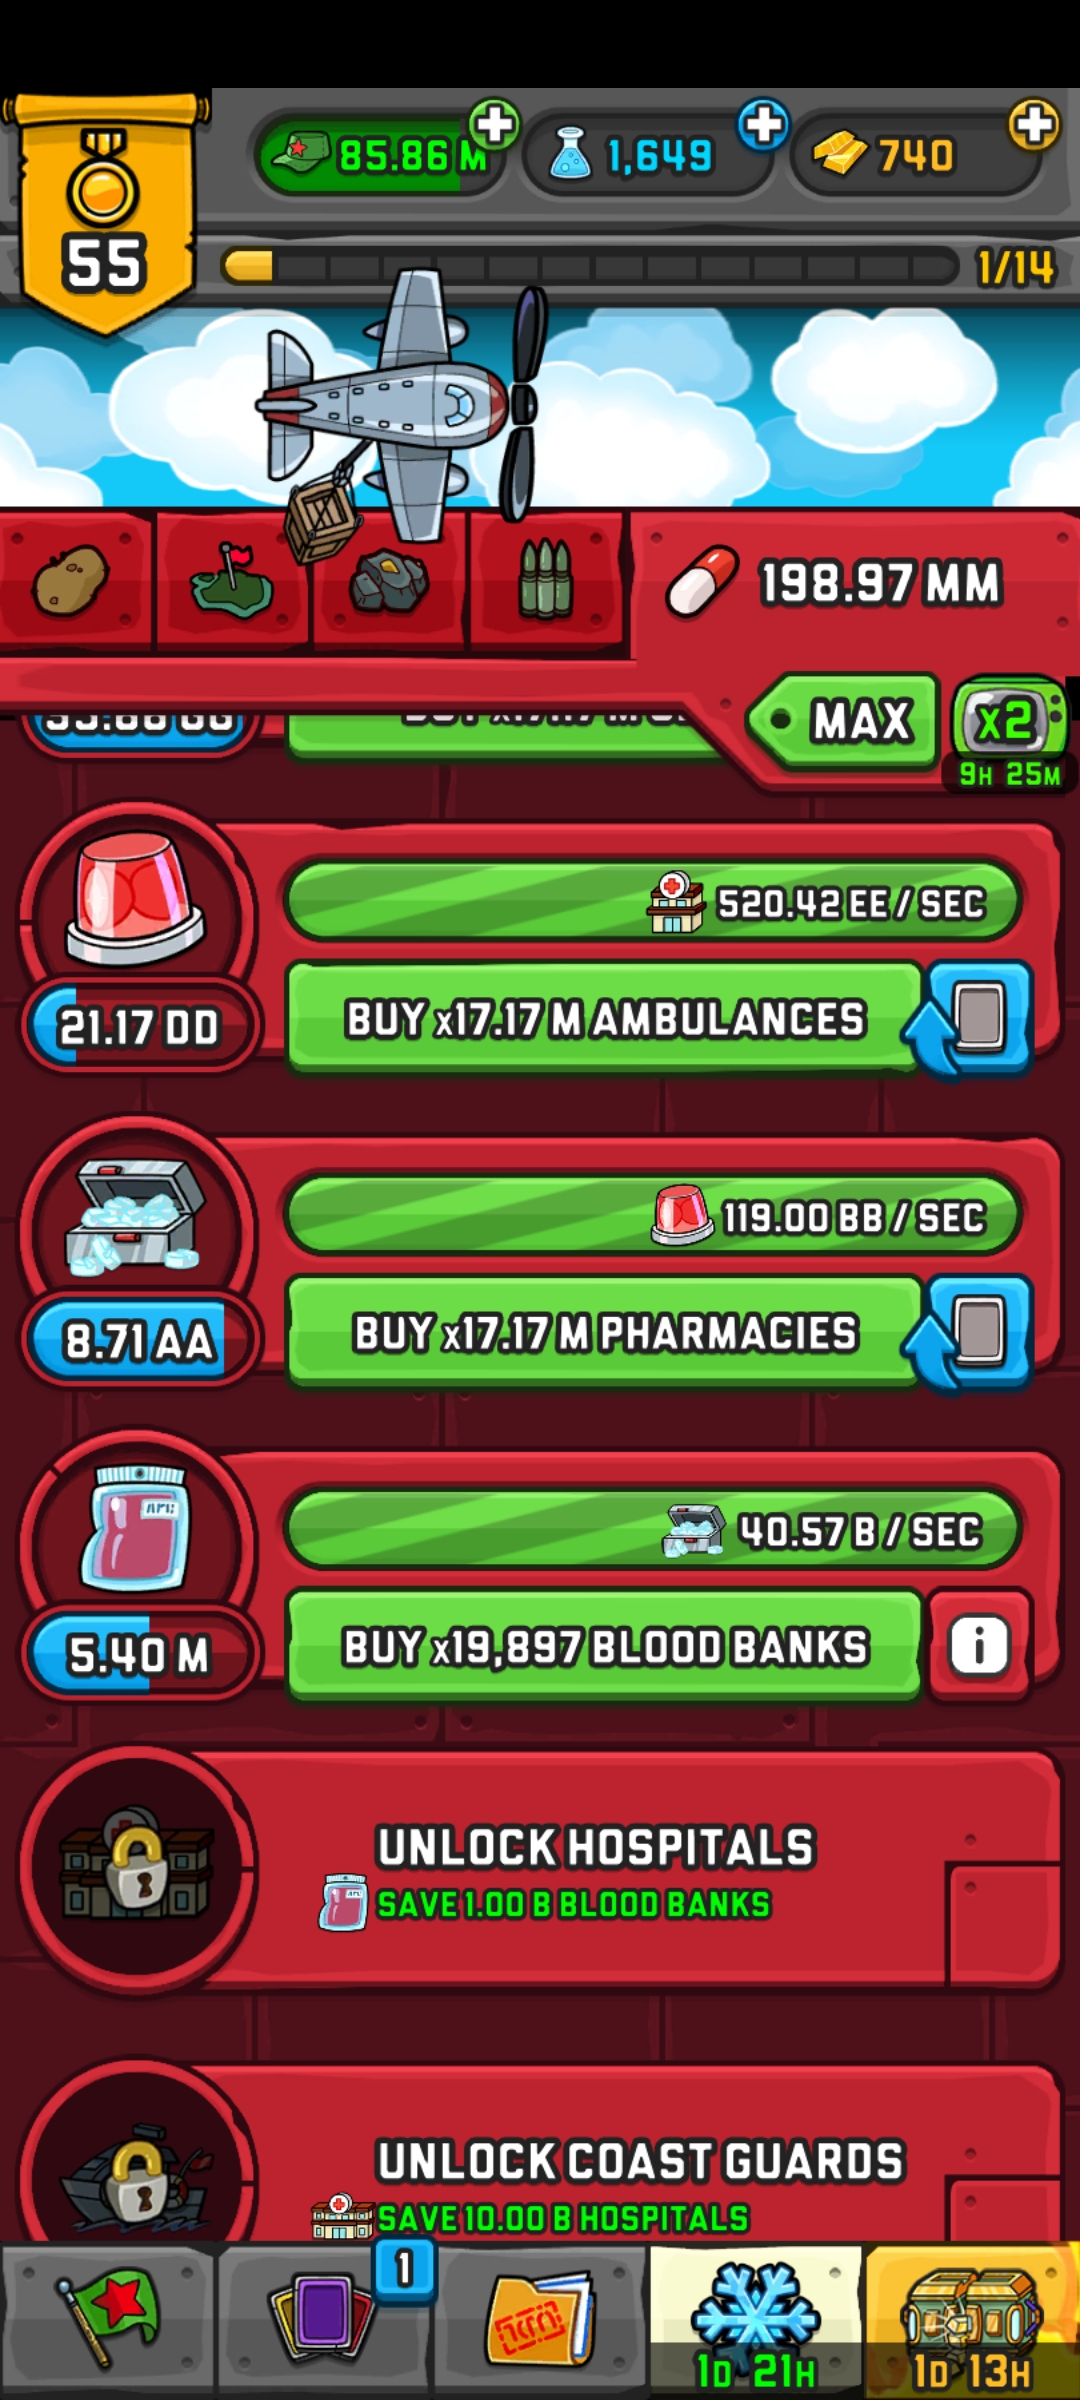 85.86 M
1,649
740
55
1/14
198.97 MM
MAX
x2
9H 25M
520.42 EE / SEC
21.17 DD
BUY x17.17 M AMBULANCES
119.00 BB / SEC
8.71 AA
BUY x17.17 M PHARMACIES
40.57 B / SEC
5.40 M
BUY x19,897 BLOOD BANKS
i
UNLOCK HOSPITALS
SAVE 1.00 B BLOOD BANKS
UNLOCK COAST GUARDS
SAVE 10.00 B HOSPITALS
1
1D 21H
1D 13H